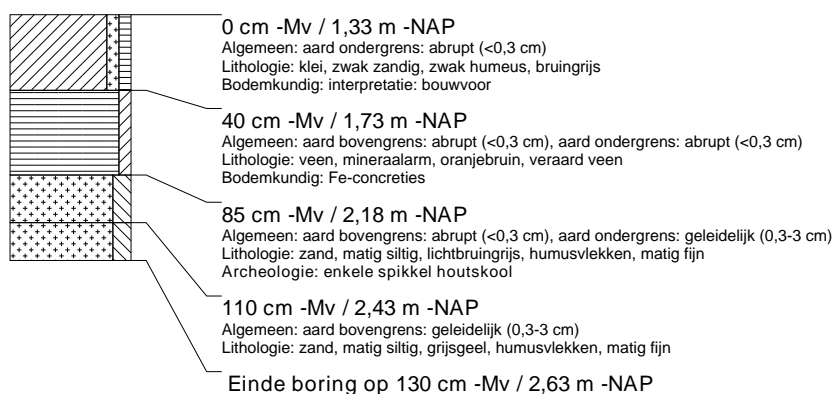 0 cm -Mv / 1,33 m -NAP
Algemeen: aard ondergrens: abrupt (<0,3 cm)
Lithologie: klei, zwak zandig, zwak humeus, bruingrijs
Bodemkundig: interpretatie: bouwvoor
40 cm -Mv / 1,73 m -NAP
Algemeen: aard bovengrens: abrupt (<0,3 cm), aard ondergrens: abrupt (<0,3 cm)
Lithologie: veen, mineraalarm, oranjebruin, veraard veen
Bodemkundig: Fe-concreties
85 cm -Mv / 2,18 m -NAP
Algemeen: aard bovengrens: abrupt (<0,3 cm), aard ondergrens: geleidelijk (0,3-3 cm)
Lithologie: zand, matig siltig, lichtbruingrijs, humusvlekken, matig fijn
Archeologie: enkele spikkel houtskool
110 cm -Mv / 2,43 m -NAP
Algemeen: aard bovengrens: geleidelijk (0,3-3 cm)
Lithologie: zand, matig siltig, grijsgeel, humusvlekken, matig fijn
Einde boring op 130 cm -Mv / 2,63 m -NAP